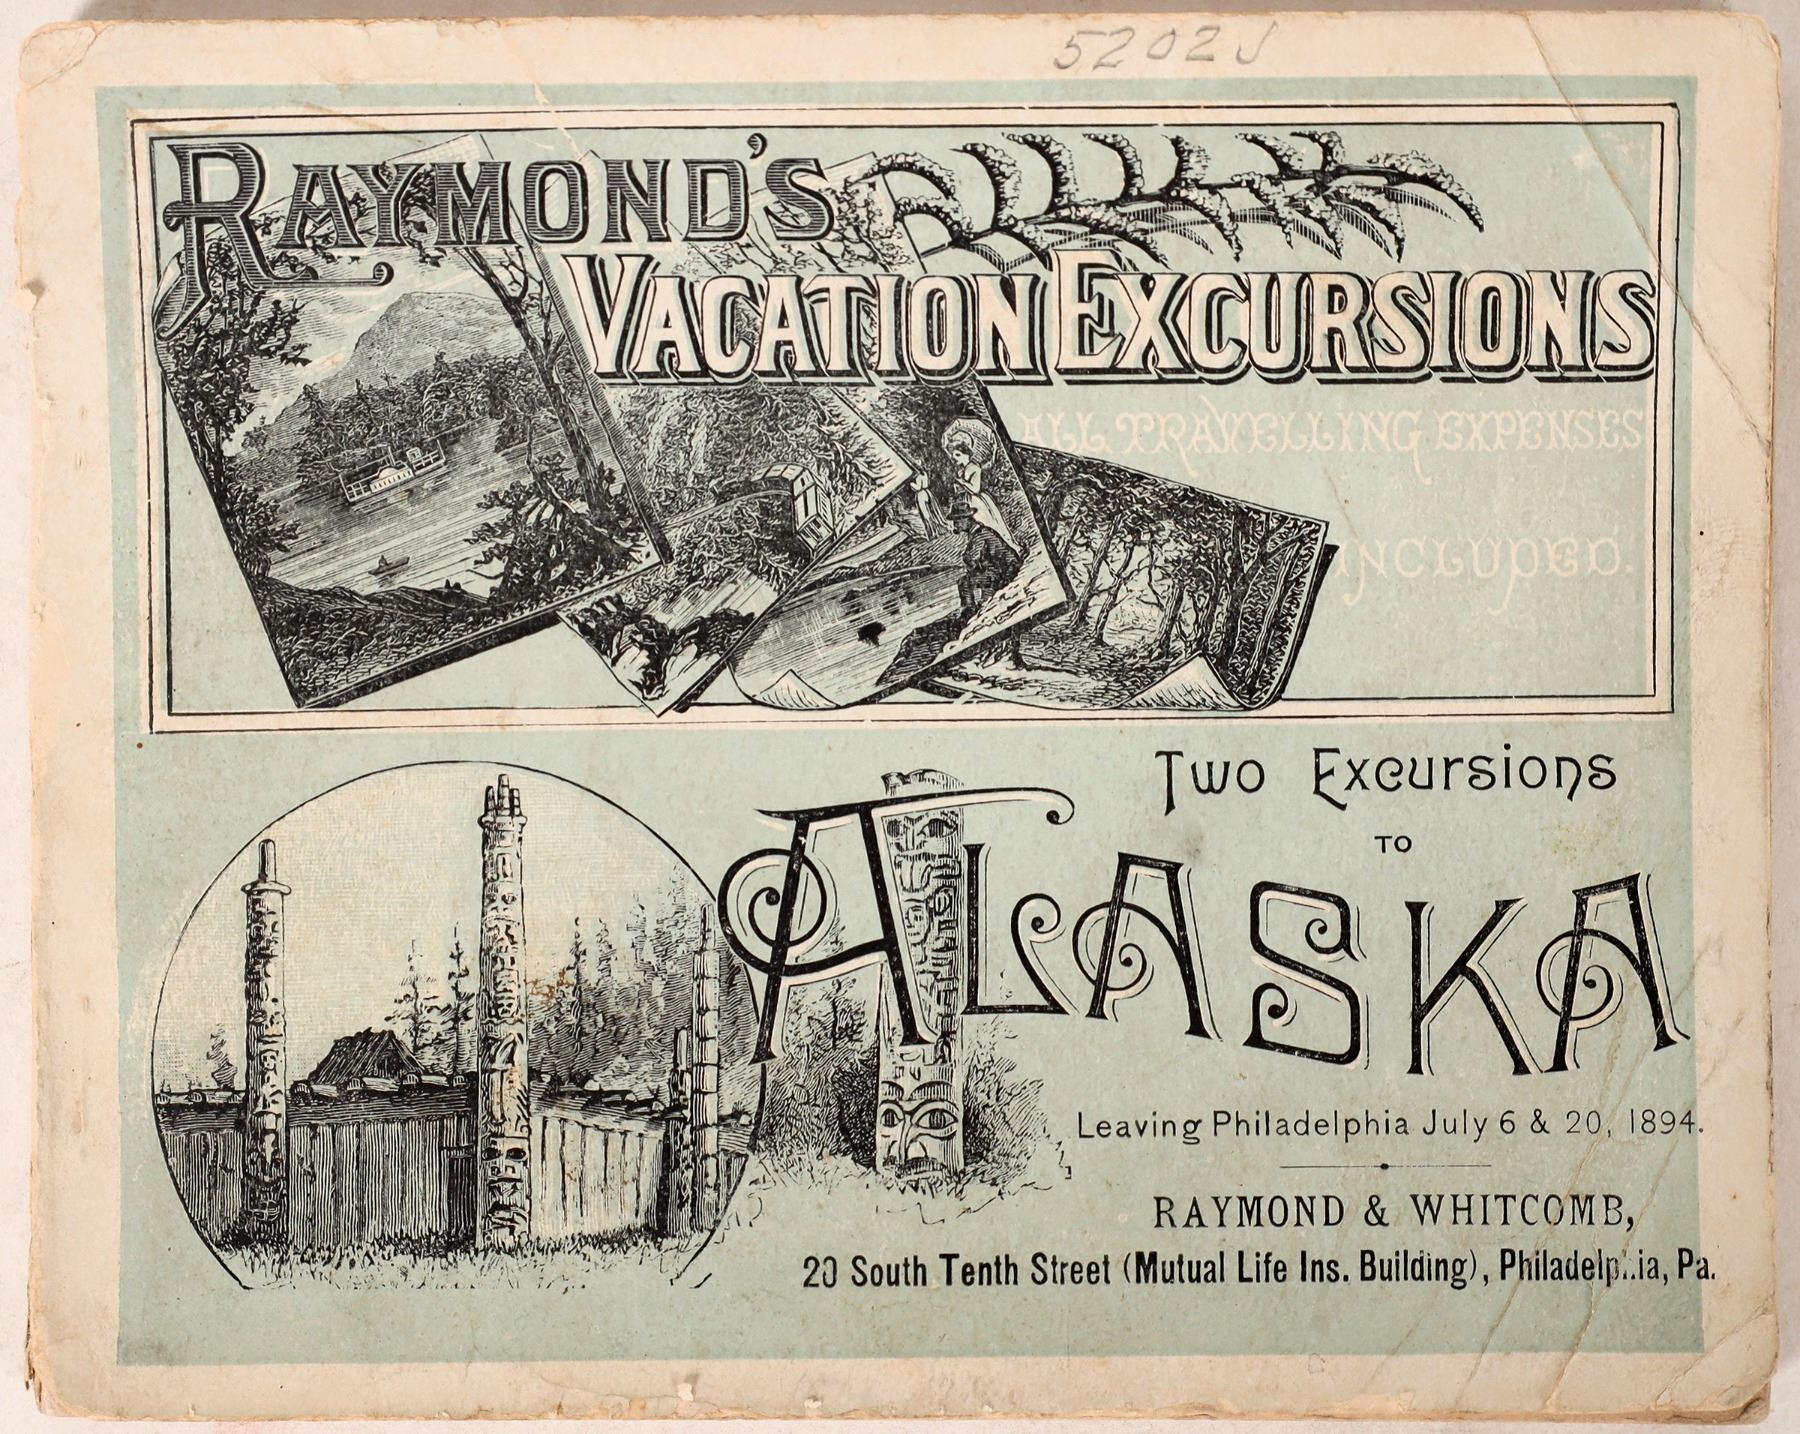 52025
RAYMOND'S
VACATION EXCURSIONS
ALL TRAVELLING EXPENSES
INCLUDED.
Two Excursions
TO
ALASKA
Leaving Philadelphia July 6 & 20, 1894.
RAYMOND & WHITCOMB,
20 South Tenth Street (Mutual Life Ins. Building), Philadelphia, Pa.